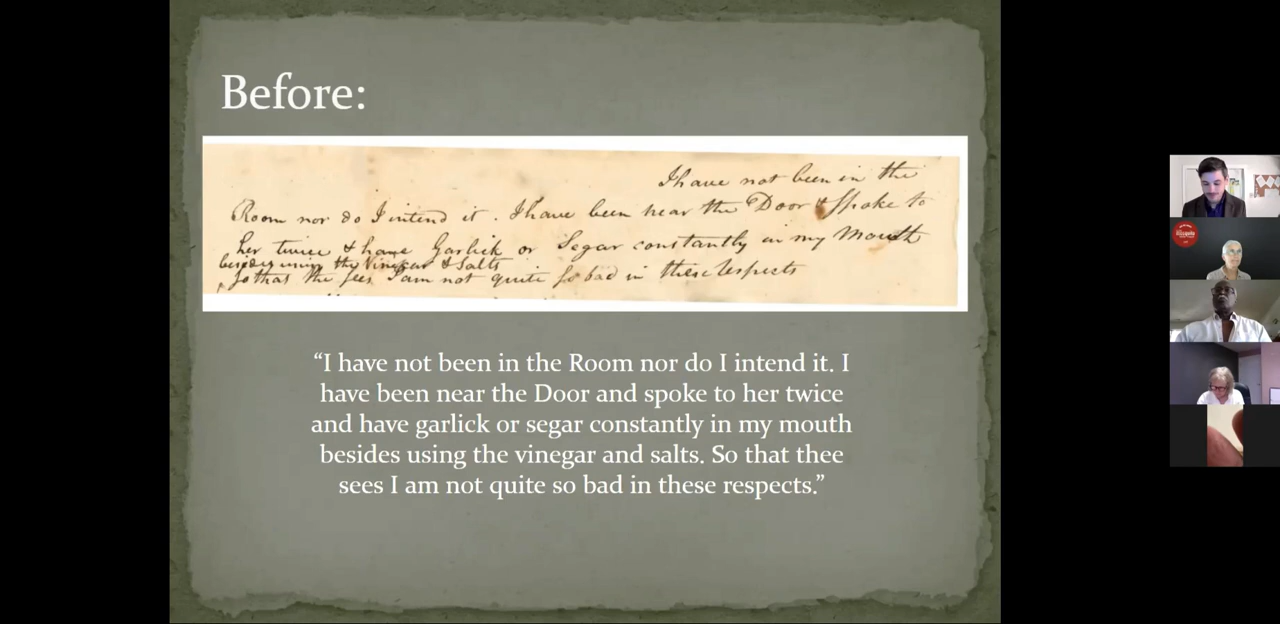 Before:
I have not been in the
Room nor do I intend it. I have been near the Door & spoke to
her twice & have Garlick or Segar constantly in my Mouth
besides using the Vinegar & Salts
So that thee sees I am not quite so bad in these respects
“I have not been in the Room nor do I intend it. I
have been near the Door and spoke to her twice
and have garlick or segar constantly in my mouth
besides using the vinegar and salts. So that thee
sees I am not quite so bad in these respects.”